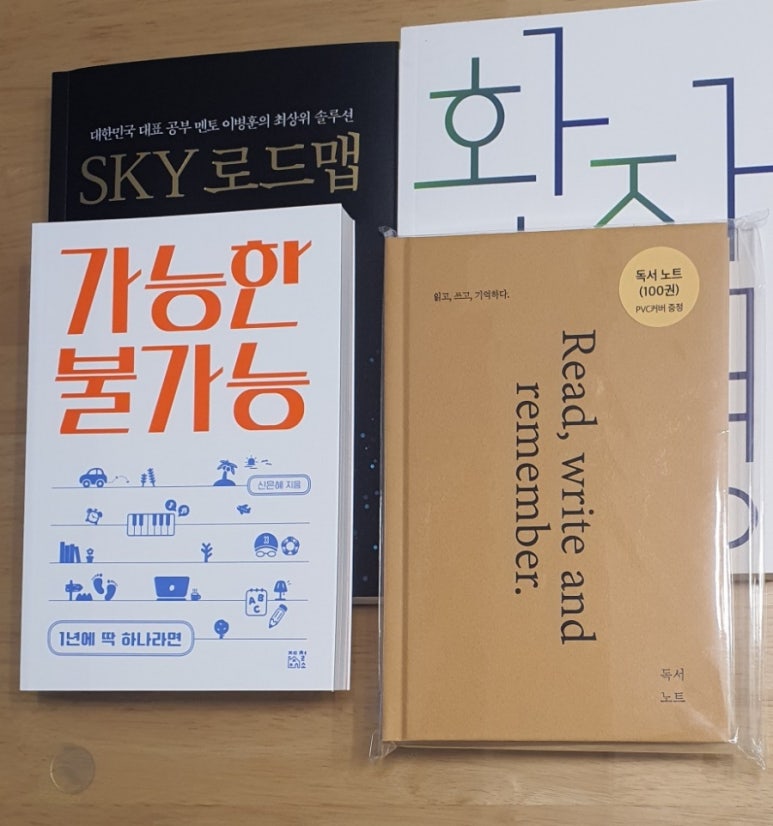 대한민국 대표 공부 멘토 이병훈의 최상위 솔루션
SKY 로드맵
가능한
불가능
신은혜 지음
A B
C
1년에 딱 하나라면
읽고, 쓰고, 기억하다.
독서 노트
(100권)
PVC커버 증정
Read, write and
remember.
독서
노트